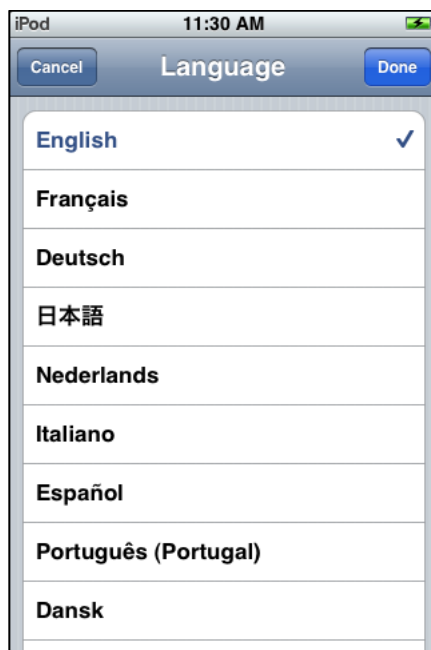 iPod 11:30 AM
Cancel Language Done
English
Français
Deutsch
日本語
Nederlands
Italiano
Español
Português (Portugal)
Dansk